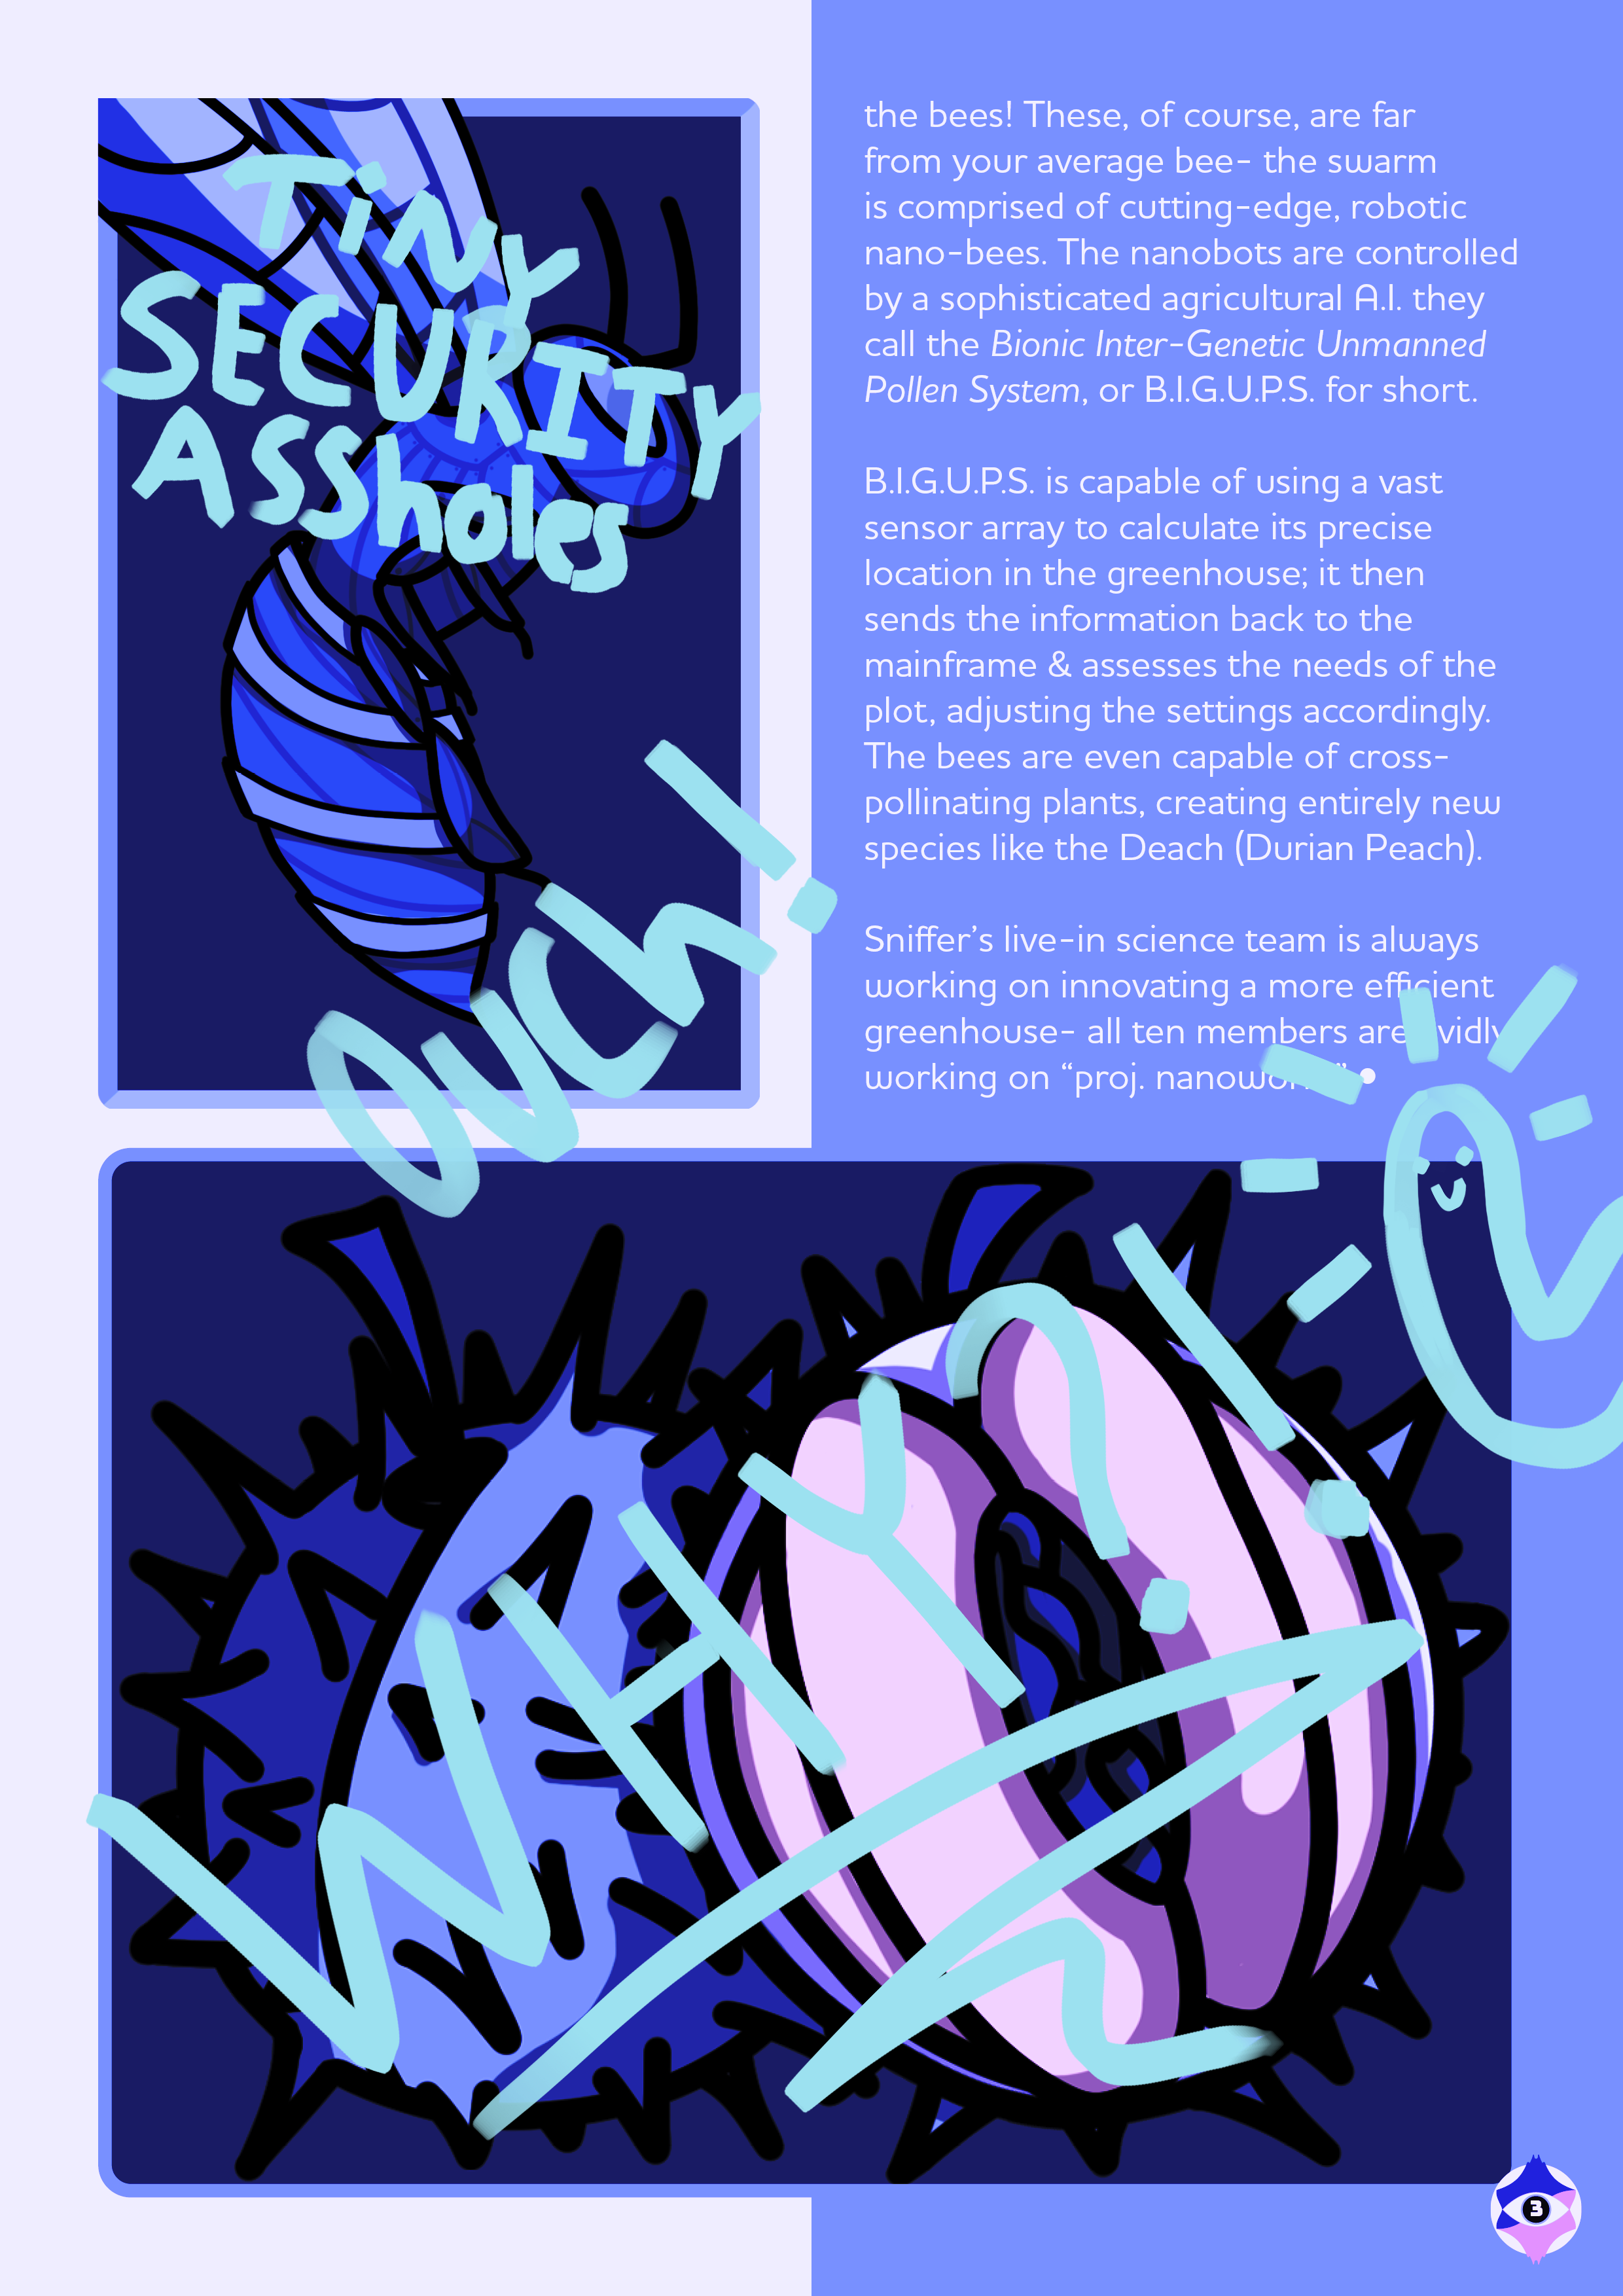 TiNY
SECURITY
ASSholes
OUCH!
the bees! These, of course, are far
from your average bee- the swarm
is comprised of cutting-edge, robotic
nano-bees. The nanobots are controlled
by a sophisticated agricultural A.I. they
call the Bionic Inter-Genetic Unmanned
Pollen System, or B.I.G.U.P.S. for short.
B.I.G.U.P.S. is capable of using a vast
sensor array to calculate its precise
location in the greenhouse; it then
sends the information back to the
mainframe & assesses the needs of the
plot, adjusting the settings accordingly.
The bees are even capable of cross-
pollinating plants, creating entirely new
species like the Deach (Durian Peach).
Sniffer's live-in science team is always
working on innovating a more efficient
greenhouse- all ten members are
working on "proj.
WHY?!
3